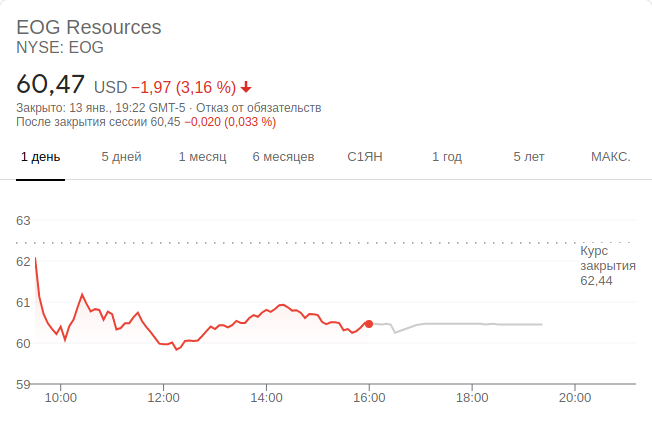 EOG Resources
NYSE: EOG
60,47 USD −1,97 (3,16 %)
Закрыто: 13 янв., 19:22 GMT-5 · Отказ от обязательств
После закрытия сессии 60,45 −0,020 (0,033 %)
1 день 5 дней 1 месяц 6 месяцев С1ЯН 1 год 5 лет МАКС.
63
62
61
60
59
Курс
закрытия
62,44
10:00 12:00 14:00 16:00 18:00 20:00